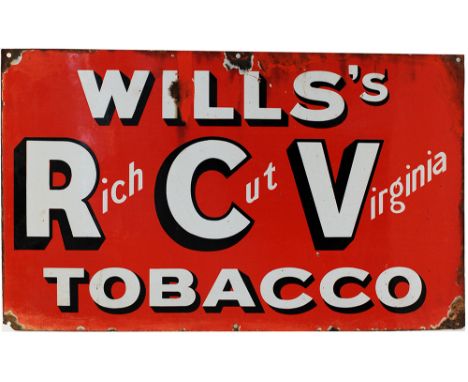 WILLS's
Rich Cut Virginia
TOBACCO